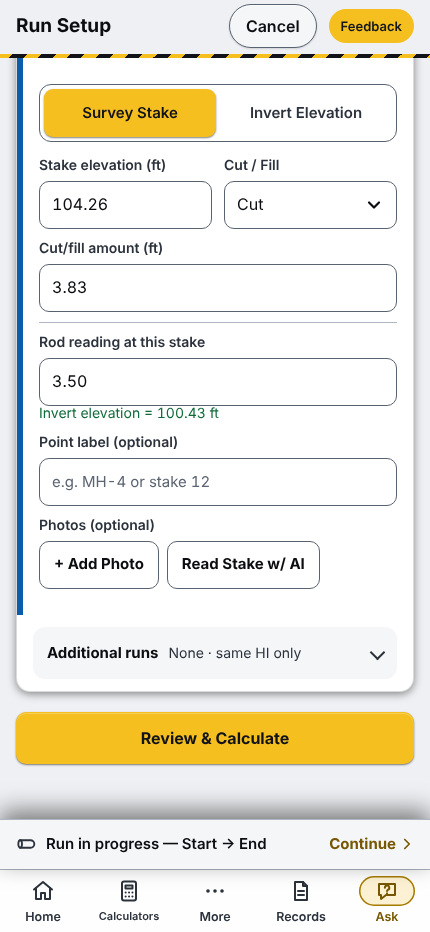 Run Setup
Cancel
Feedback
Survey Stake
Invert Elevation
Stake elevation (ft)
Cut / Fill
104.26
Cut
Cut/fill amount (ft)
3.83
Rod reading at this stake
3.50
Invert elevation = 100.43 ft
Point label (optional)
e.g. MH-4 or stake 12
Photos (optional)
+ Add Photo
Read Stake w/ AI
Additional runs None · same HI only
Review & Calculate
Run in progress — Start → End
Continue
Home
Calculators
More
Records
Ask